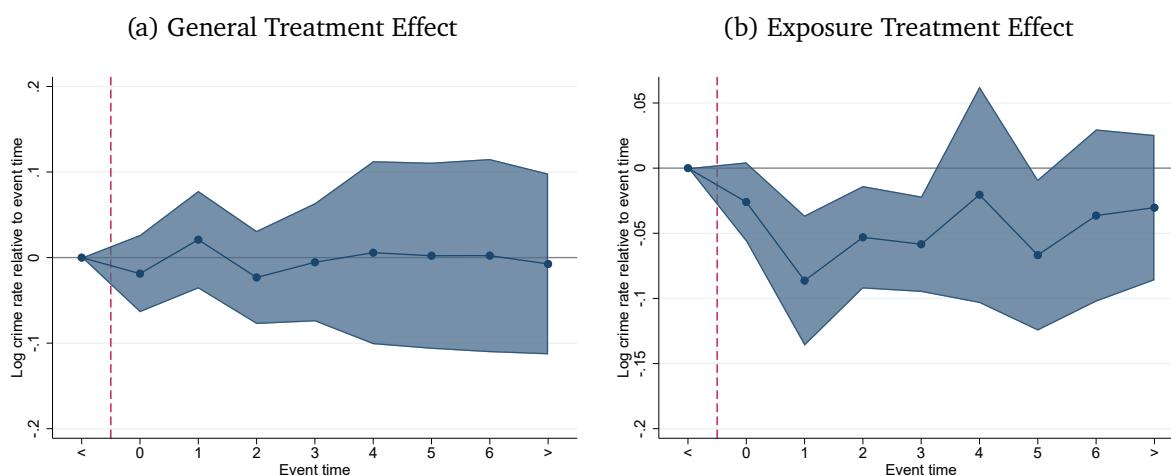 (a) General Treatment Effect
Log crime rate relative to event time
.2
.1
0
-.1
-.2
< 0 1 2 3 4 5 6 >
Event time
(b) Exposure Treatment Effect
Log crime rate relative to event time
.05
0
-.05
-.1
-.15
-.2
< 0 1 2 3 4 5 6 >
Event time